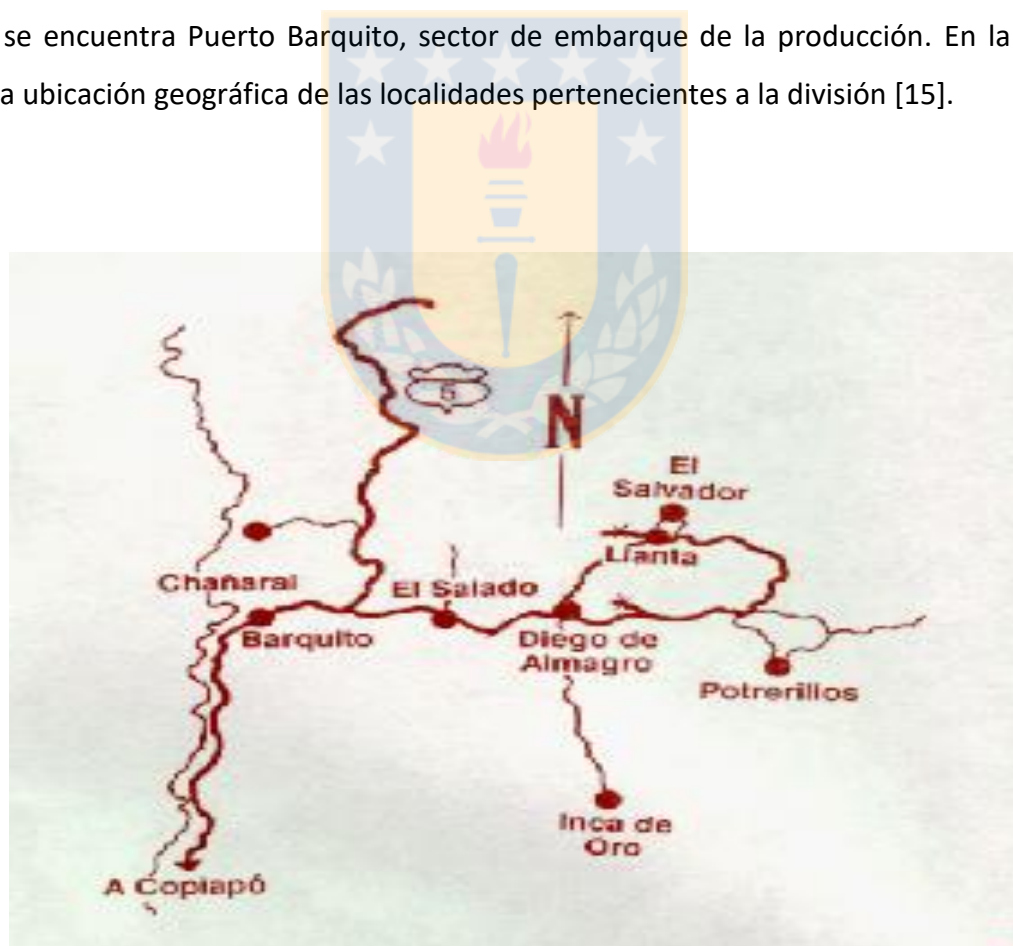 se encuentra Puerto Barquito, sector de embarque de la producción. En la
a ubicación geográfica de las localidades pertenecientes a la división [15].
5
N
El
Salvador
Llanta
Chañaral
El Salado
Barquito
Diego de
Almagro
Potrerillos
Inca de
Oro
A Copiapó